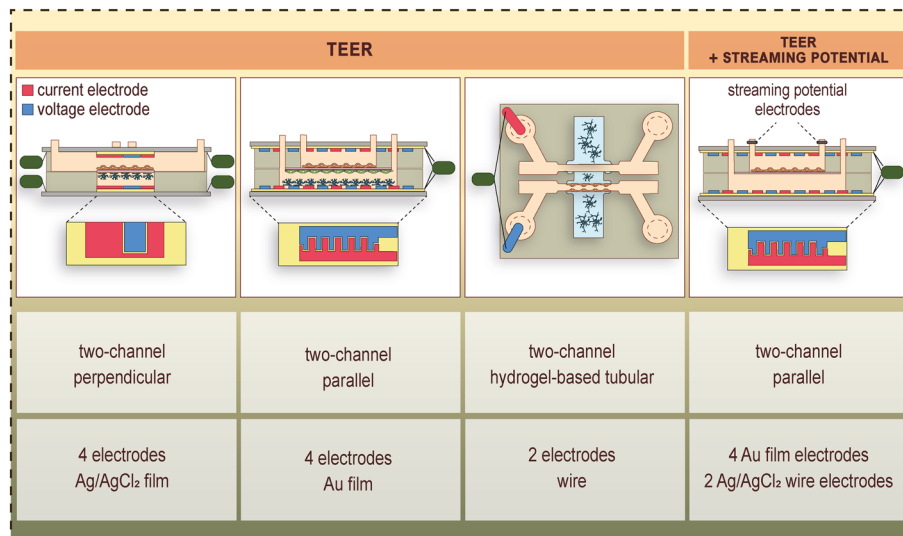 TEER
TEER
+ STREAMING POTENTIAL
current electrode
voltage electrode
streaming potential
electrodes
two-channel
perpendicular
two-channel
parallel
two-channel
hydrogel-based tubular
two-channel
parallel
4 electrodes
Ag/AgCl₂ film
4 electrodes
Au film
2 electrodes
wire
4 Au film electrodes
2 Ag/AgCl₂ wire electrodes